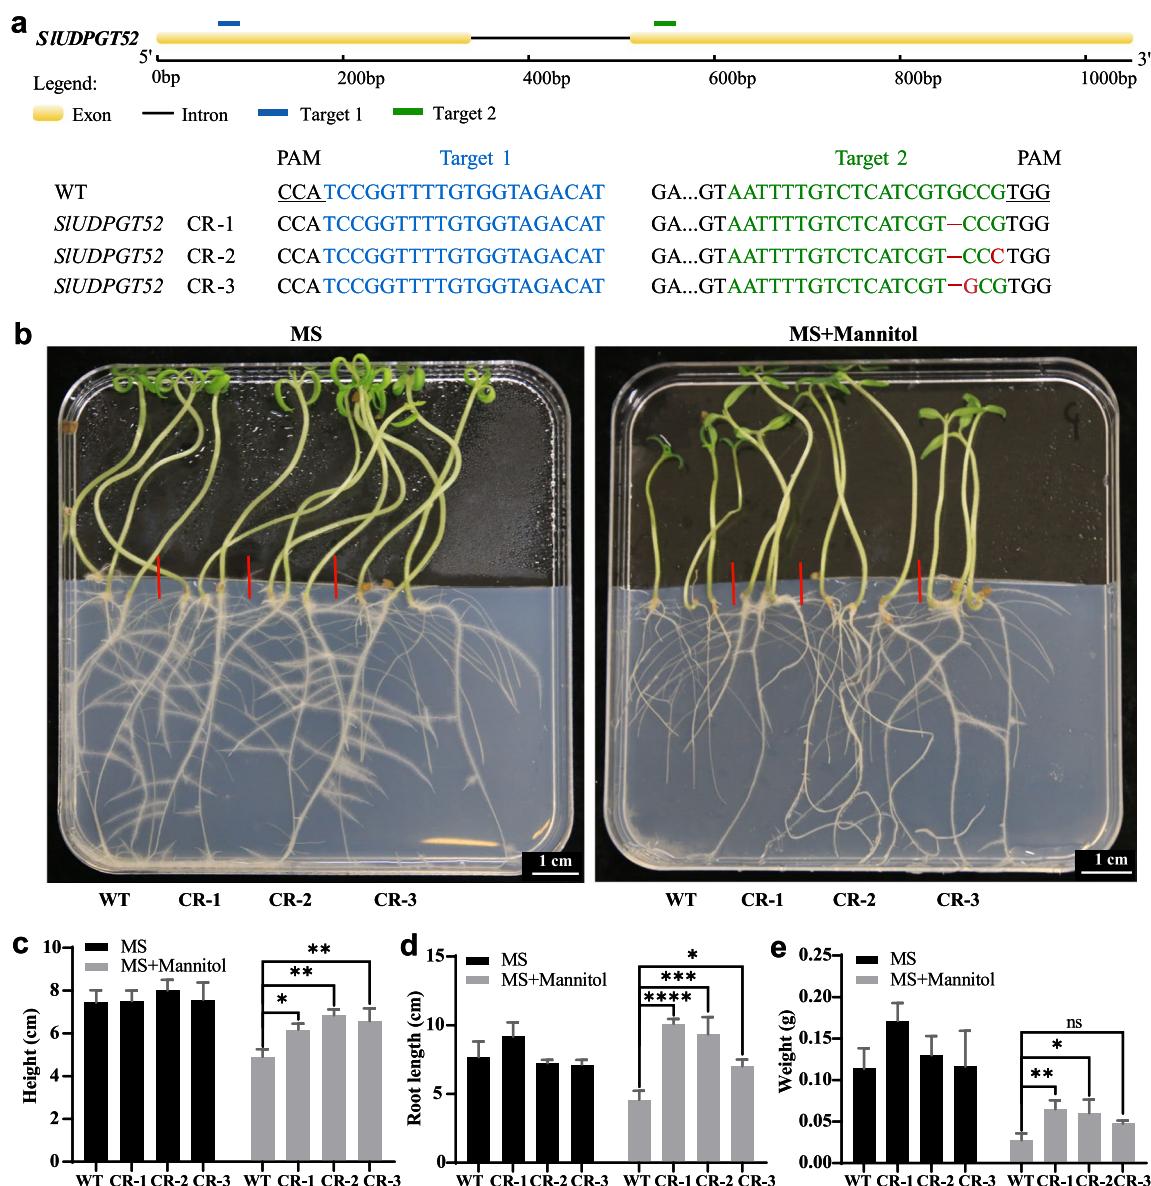 a
SlUDPGT52
5' 3'
0bp 200bp 400bp 600bp 800bp 1000bp
Legend:
Exon Intron Target 1 Target 2
PAM Target 1 Target 2 PAM
WT CCATCCGGTTTTGTGGTAGACAT GA...GTAATTTTGTCTCATCGTGCCGTGG
SlUDPGT52 CR-1 CCATCCGGTTTTGTGGTAGACAT GA...GTAATTTTGTCTCATCGT–CCGTGG
SlUDPGT52 CR-2 CCATCCGGTTTTGTGGTAGACAT GA...GTAATTTTGTCTCATCGT–CCCTGG
SlUDPGT52 CR-3 CCATCCGGTTTTGTGGTAGACAT GA...GTAATTTTGTCTCATCGT–GCGTGG
b
MS MS+Mannitol
1 cm 1 cm
WT CR-1 CR-2 CR-3 WT CR-1 CR-2 CR-3
c
Height (cm)
10
8
6
4
2
0
MS
MS+Mannitol
**
**
*
WT CR-1 CR-2 CR-3 WT CR-1 CR-2 CR-3
d
Root length (cm)
15
10
5
0
MS
MS+Mannitol
*
***
****
WT CR-1 CR-2 CR-3 WT CR-1 CR-2 CR-3
e
Weight (g)
0.25
0.20
0.15
0.10
0.05
0.00
MS
MS+Mannitol
ns
*
**
WT CR-1 CR-2 CR-3 WT CR-1 CR-2 CR-3